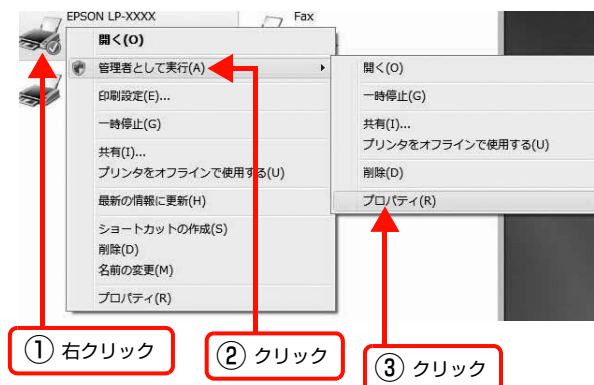 EPSON LP-XXXX
Fax
開く(O)
管理者として実行(A)
印刷設定(E)...
一時停止(G)
共有(I)...
プリンタをオフラインで使用する(U)
最新の情報に更新(H)
ショートカットの作成(S)
削除(D)
名前の変更(M)
プロパティ(R)
開く(O)
一時停止(G)
共有(I)...
プリンタをオフラインで使用する(U)
削除(D)
プロパティ(R)
① 右クリック
② クリック
③ クリック